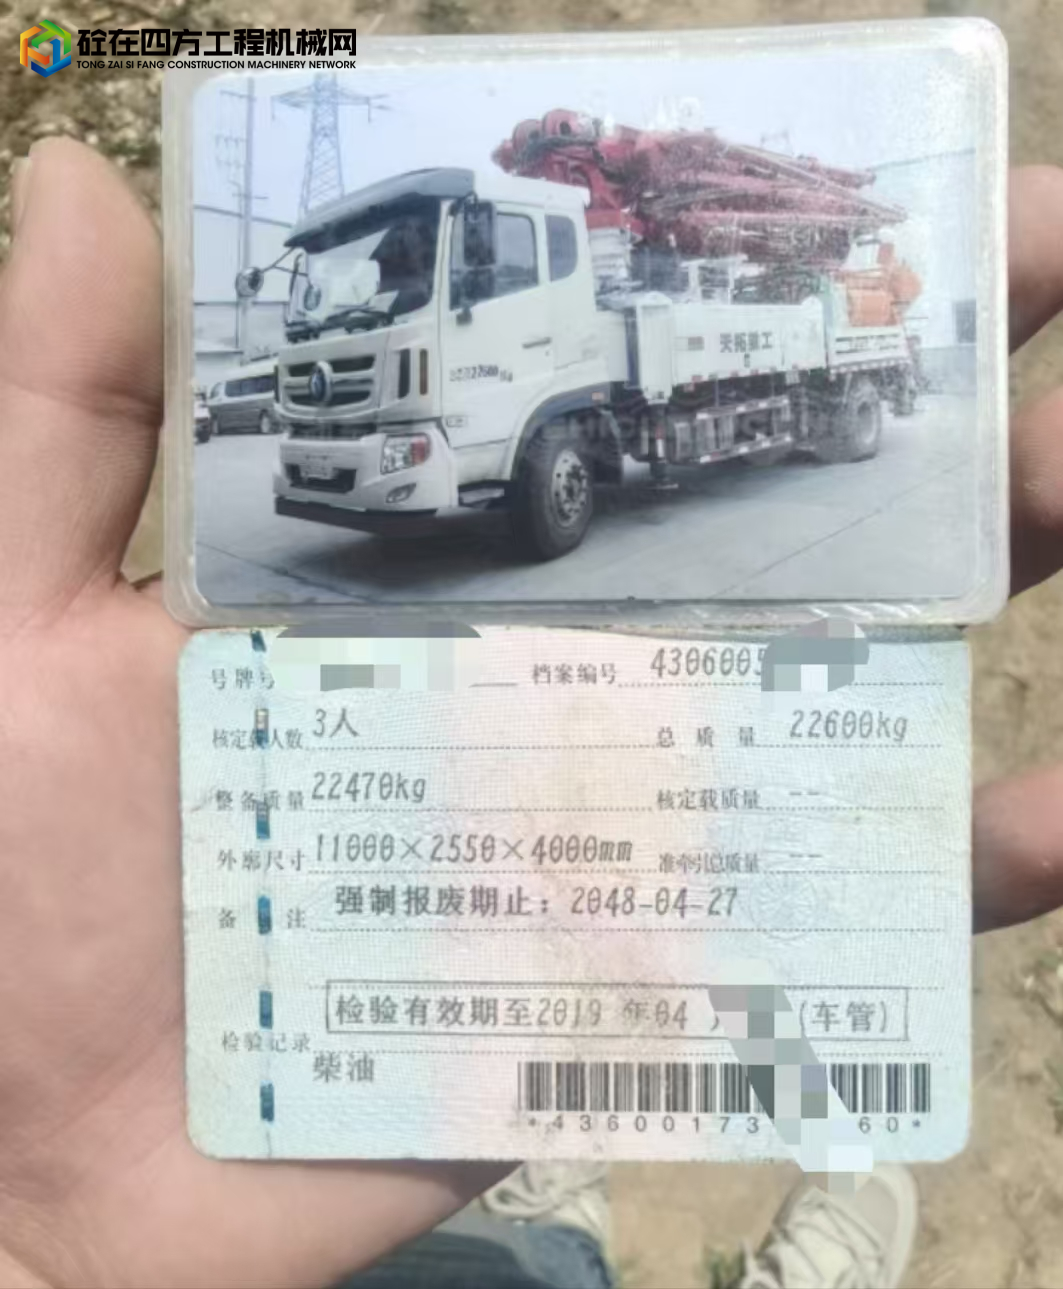 砼在四方工程机械网
TONG ZAI SI FANG CONSTRUCTION MACHINERY NETWORK
天拓重工
号牌号 档案编号 4306005
核定载人数 3人 总质量 22600kg
整备质量 22470kg 核定载质量 --
外廓尺寸 11000×2550×4000mm 准牵引总质量 --
备注 强制报废期止：2048-04-27
检验有效期至2019 年04 (车管)
检验记录
柴油
*43600173 60*